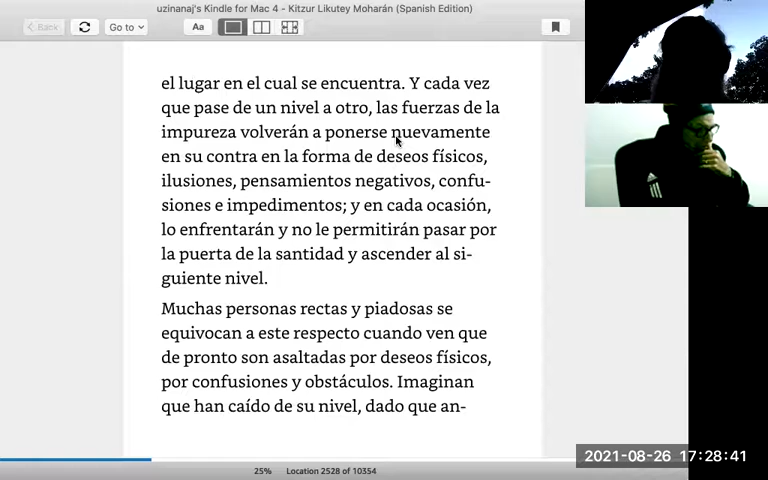 uzinanaj's Kindle for Mac 4 - Kitzur Likutey Moharán (Spanish Edition)
Back
Go to
Aa
el lugar en el cual se encuentra. Y cada vez
que pase de un nivel a otro, las fuerzas de la
impureza volverán a ponerse nuevamente
en su contra en la forma de deseos físicos,
ilusiones, pensamientos negativos, confu-
siones e impedimentos; y en cada ocasión,
lo enfrentarán y no le permitirán pasar por
la puerta de la santidad y ascender al si-
guiente nivel.
Muchas personas rectas y piadosas se
equivocan a este respecto cuando ven que
de pronto son asaltadas por deseos físicos,
por confusiones y obstáculos. Imaginan
que han caído de su nivel, dado que an-
2021-08-26 17:28:41
25% Location 2528 of 10354